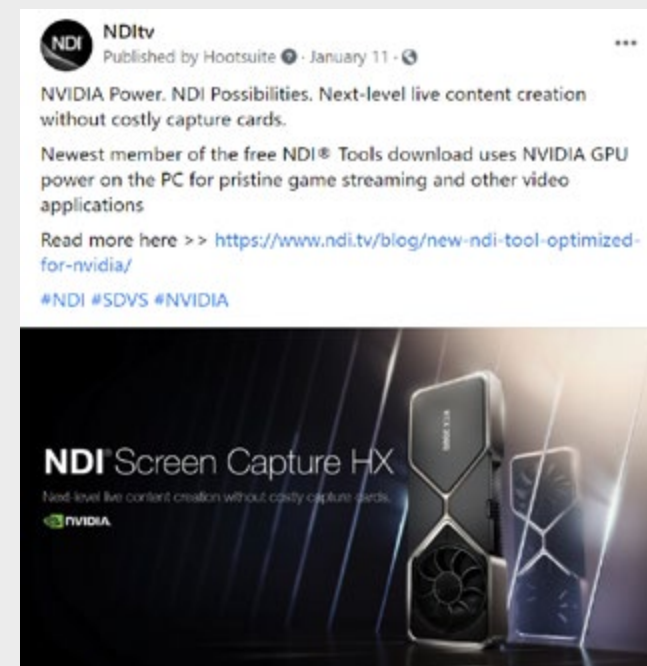 NDI
NDItv
Published by Hootsuite · January 11 ·
NVIDIA Power. NDI Possibilities. Next-level live content creation
without costly capture cards.
Newest member of the free NDI® Tools download uses NVIDIA GPU
power on the PC for pristine game streaming and other video
applications
Read more here >> https://www.ndi.tv/blog/new-ndi-tool-optimized-
for-nvidia/
#NDI #SDVS #NVIDIA
NDI® Screen Capture HX
Next-level live content creation without costly capture cards.
NVIDIA.